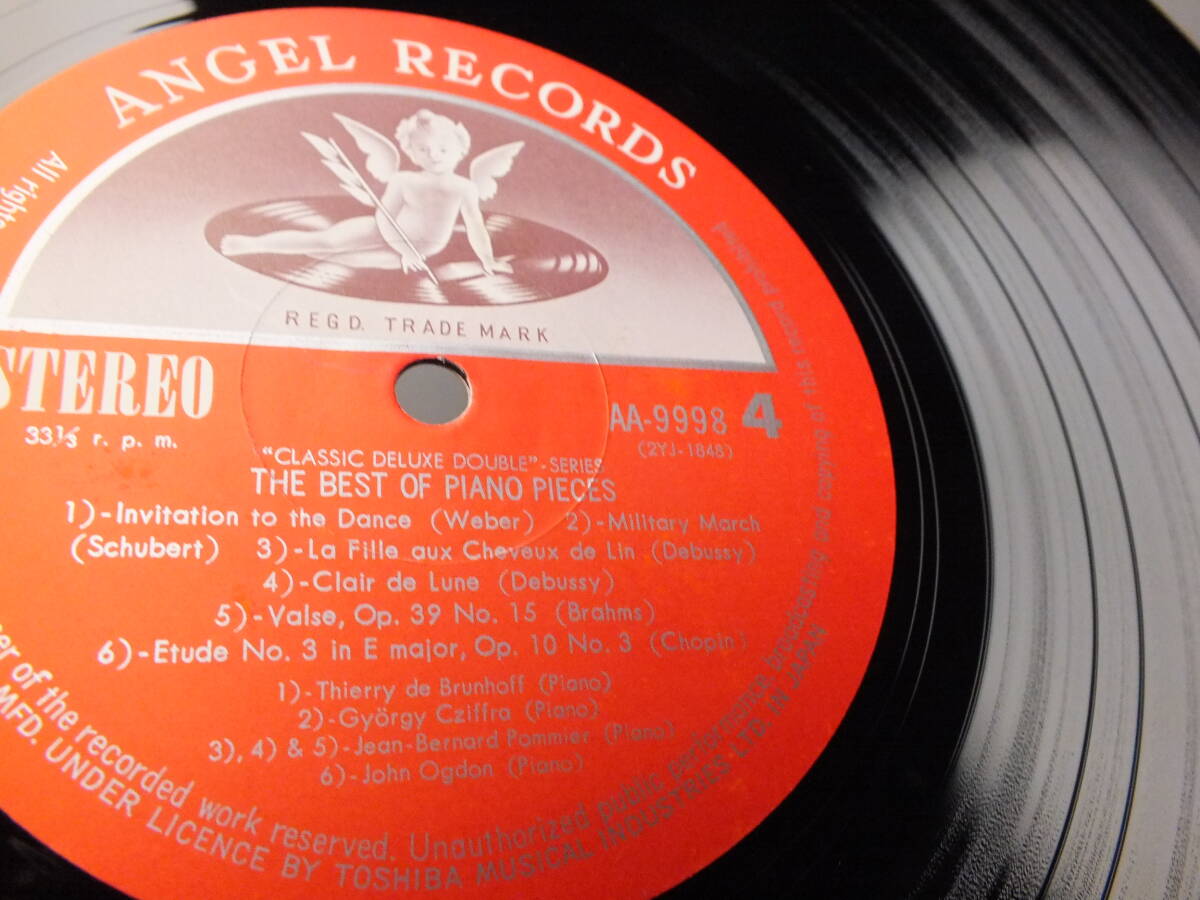 ANGEL RECORDS
REGD. TRADE MARK
STEREO
33⅓ r. p. m.
AA-9998 4
(2YJ-1848)
"CLASSIC DELUXE DOUBLE"-SERIES
THE BEST OF PIANO PIECES
1)-Invitation to the Dance (Weber) 2)-Military March
(Schubert) 3)-La Fille aux Cheveux de Lin (Debussy)
4)-Clair de Lune (Debussy)
5)-Valse, Op. 39 No. 15 (Brahms)
6)-Etude No. 3 in E major, Op. 10 No. 3 (Chopin)
1)-Thierry de Brunhoff (Piano)
2)-György Cziffra (Piano)
3), 4) & 5)-Jean-Bernard Pommier (Piano)
6)-John Ogdon (Piano)
All rights
of the recorded work reserved. Unauthorized public performance broadcasting and copying of this record prohibited
MFD. UNDER LICENCE BY TOSHIBA MUSICAL INDUSTRIES LTD. IN JAPAN